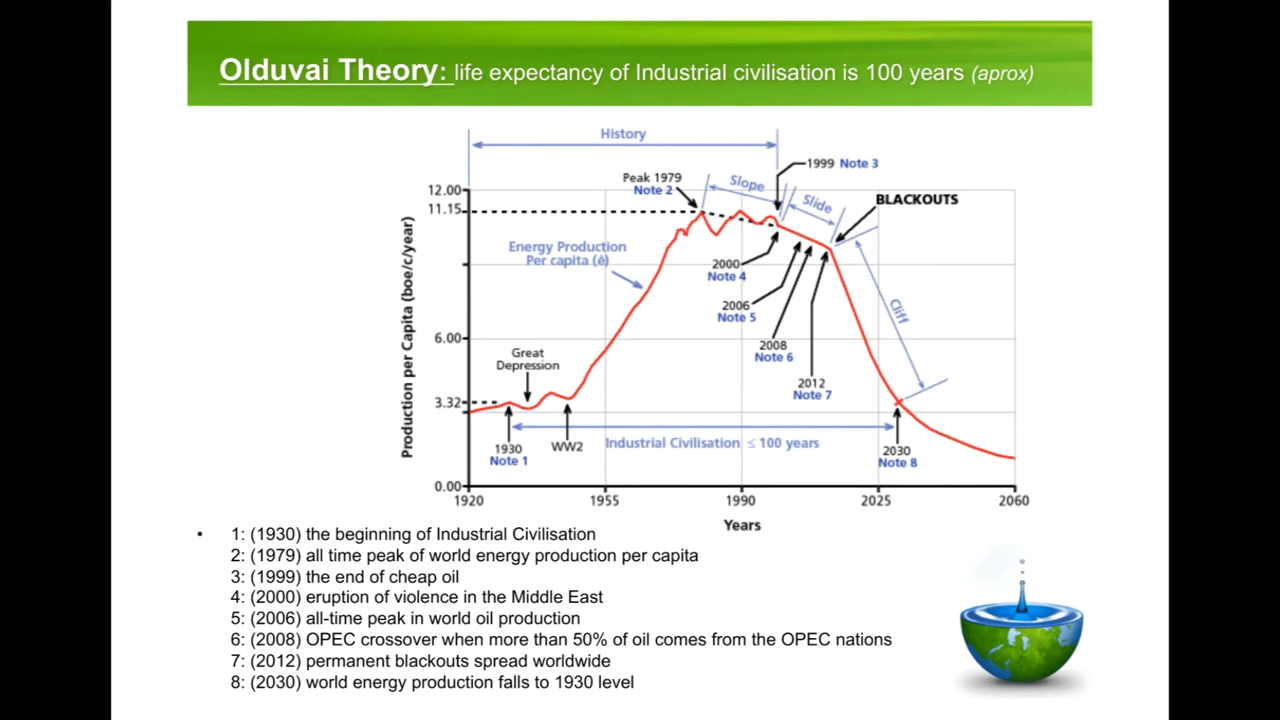 Olduvai Theory: life expectancy of Industrial civilisation is 100 years (aprox)
History
1999 Note 3
Peak 1979
Note 2
Slope
Slide
BLACKOUTS
12.00
11.15
Energy Production
Per capita (ê)
2000
Note 4
2006
Note 5
Cliff
6.00
2008
Note 6
Great
Depression
2012
Note 7
3.32
1930
Note 1
WW2
Industrial Civilisation ≤ 100 years
2030
Note 8
0.00
Production per Capita (boe/c/year)
1920
1955
1990
2025
2060
Years
• 1: (1930) the beginning of Industrial Civilisation
2: (1979) all time peak of world energy production per capita
3: (1999) the end of cheap oil
4: (2000) eruption of violence in the Middle East
5: (2006) all-time peak in world oil production
6: (2008) OPEC crossover when more than 50% of oil comes from the OPEC nations
7: (2012) permanent blackouts spread worldwide
8: (2030) world energy production falls to 1930 level